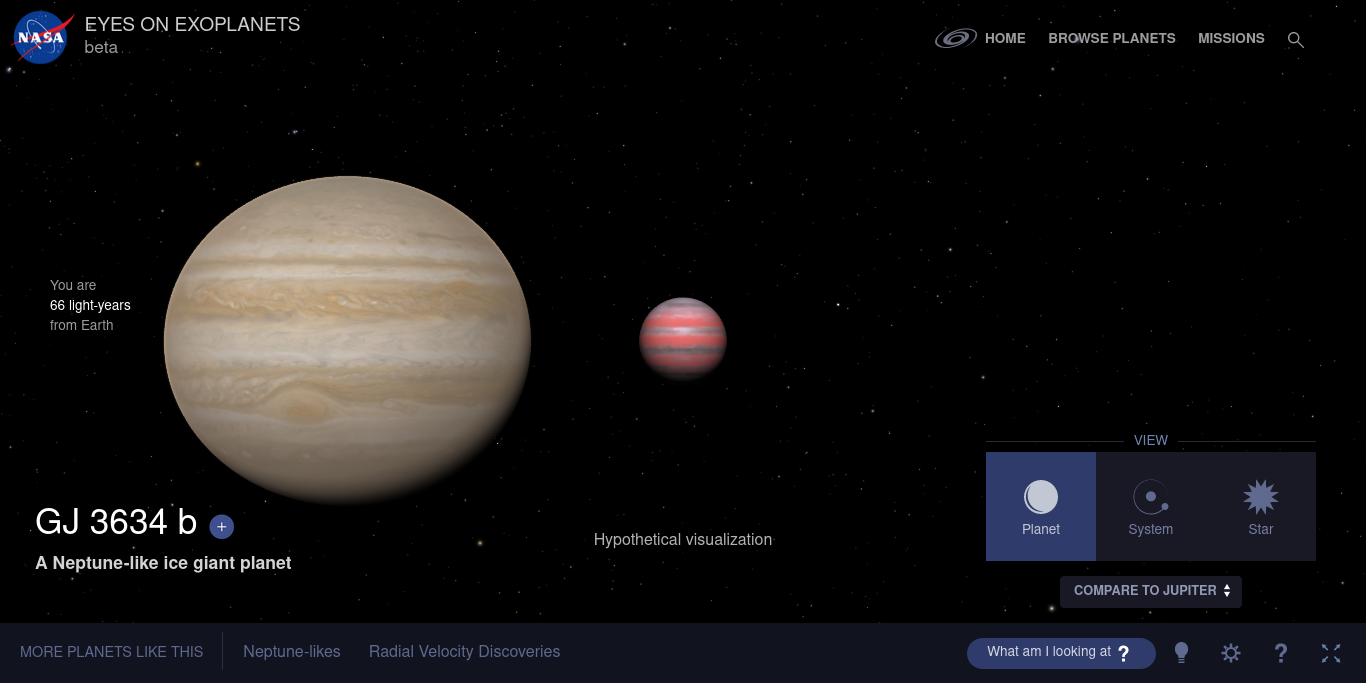 NASA
EYES ON EXOPLANETS
beta
HOME
BROWSE PLANETS
MISSIONS
You are
66 light-years
from Earth
GJ 3634 b +
A Neptune-like ice giant planet
Hypothetical visualization
VIEW
Planet
System
Star
COMPARE TO JUPITER
MORE PLANETS LIKE THIS
Neptune-likes
Radial Velocity Discoveries
What am I looking at ?
?